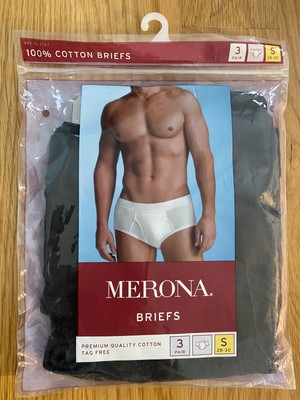 100% COTTON BRIEFS
3
PAIR
S
28-30
MERONA®
BRIEFS
PREMIUM QUALITY COTTON
TAG FREE
3
PAIR
S
28-30